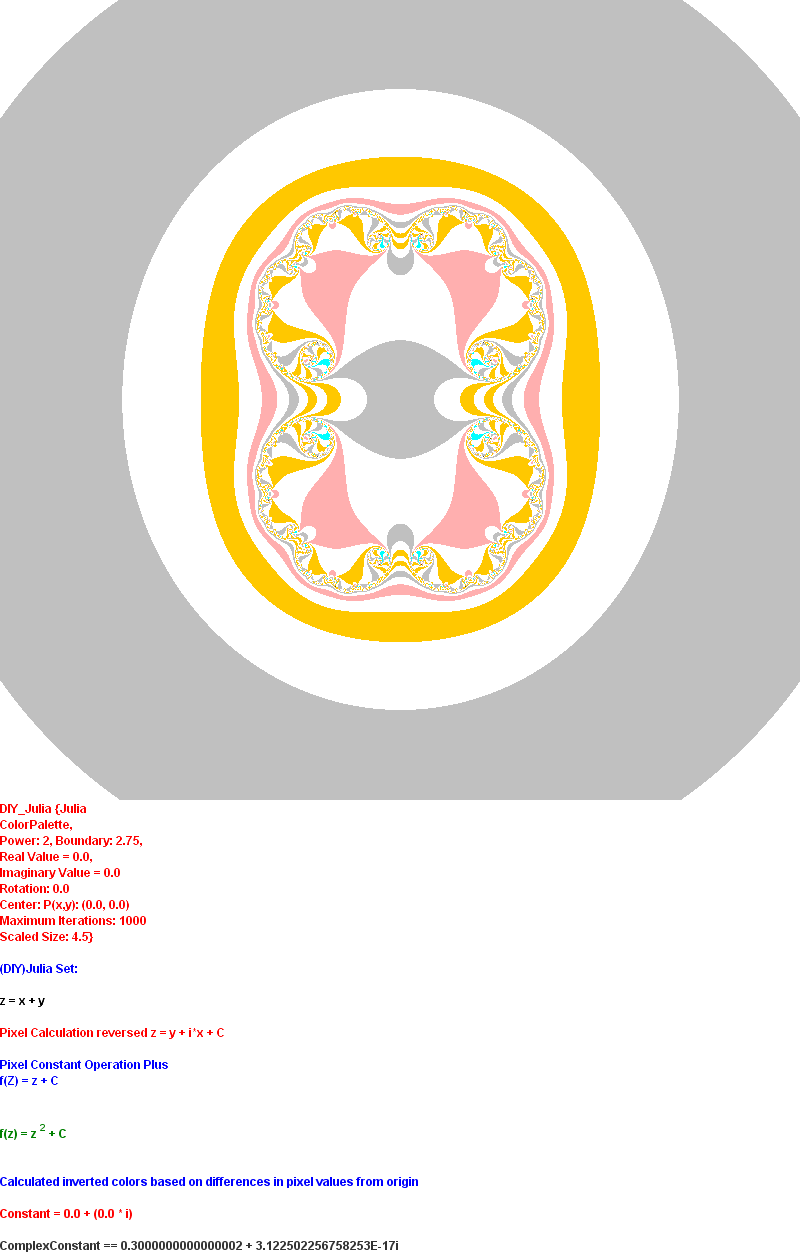 DIY_Julia {Julia
ColorPalette,
Power: 2, Boundary: 2.75,
Real Value = 0.0,
Imaginary Value = 0.0
Rotation: 0.0
Center: P(x,y): (0.0, 0.0)
Maximum Iterations: 1000
Scaled Size: 4.5}
(DIY)Julia Set:
z = x + y
Pixel Calculation reversed z = y + i*x + C
Pixel Constant Operation Plus
f(Z) = z + C
f(z) = z ² + C
Calculated inverted colors based on differences in pixel values from origin
Constant = 0.0 + (0.0 * i)
ComplexConstant == 0.3000000000000002 + 3.122502256758253E-17i